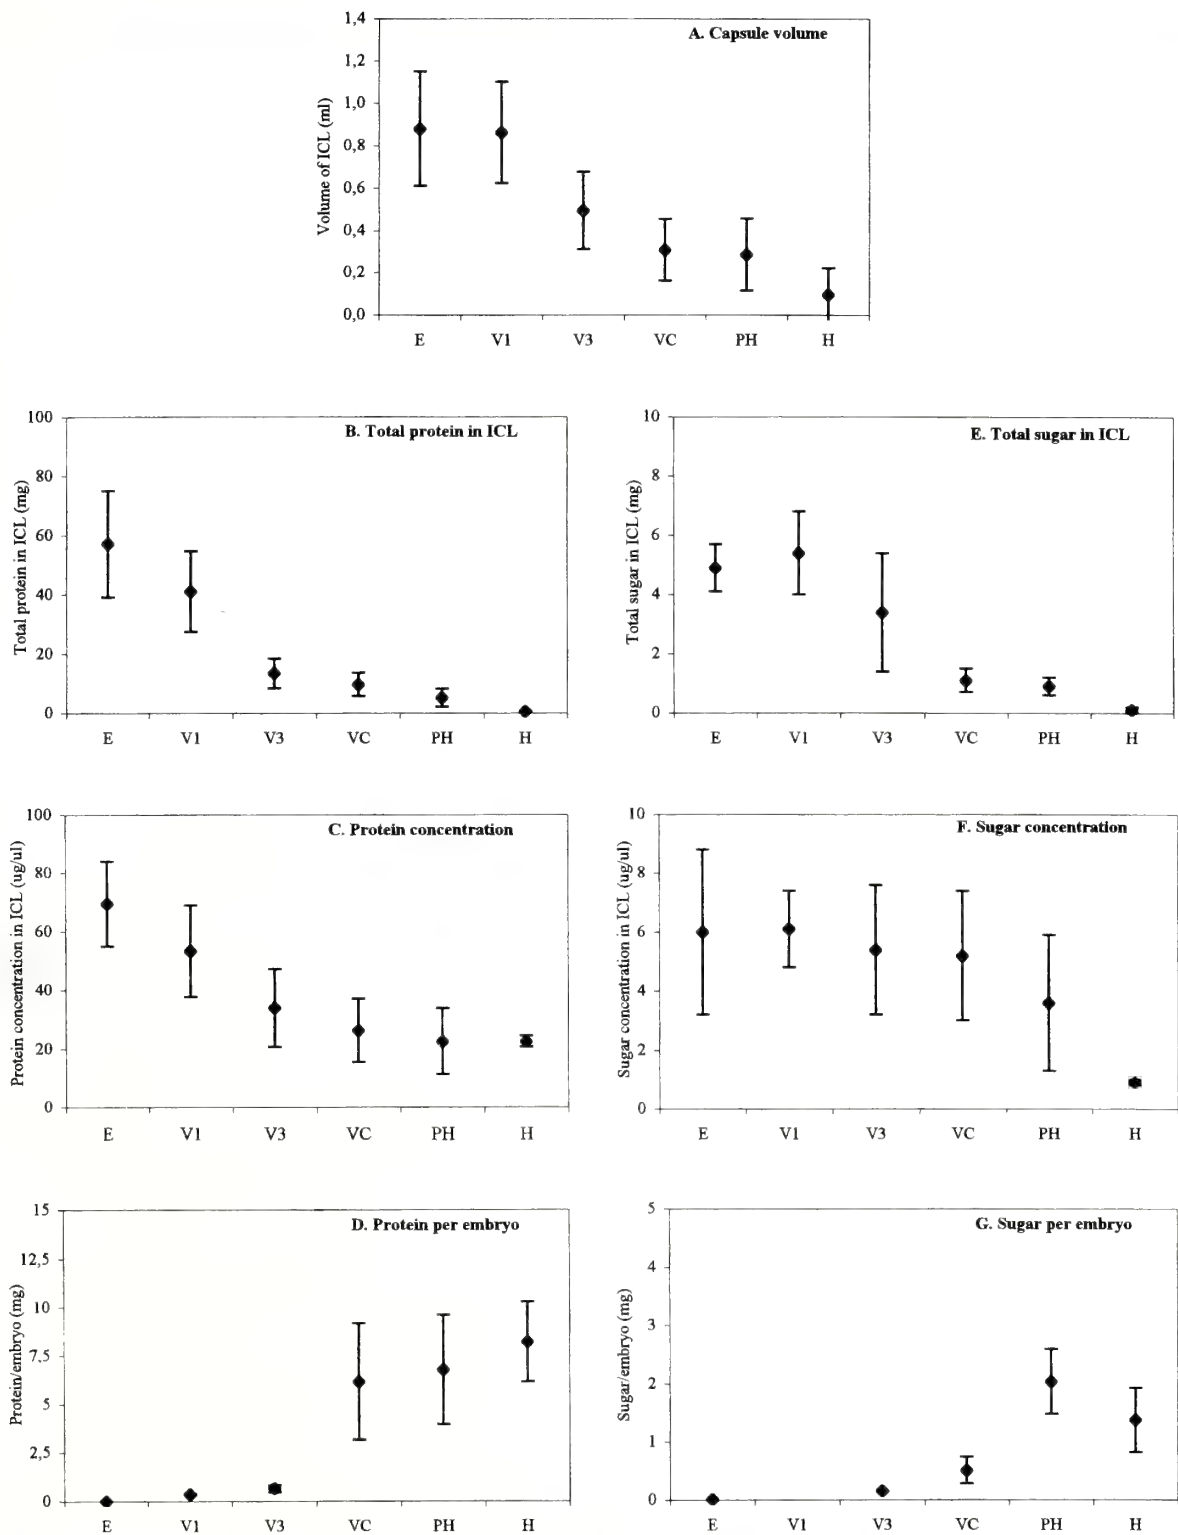 A. Capsule volume
Volume of ICL (ml)
1,4
1,2
1,0
0,8
0,6
0,4
0,2
0,0
E V1 V3 VC PH H
B. Total protein in ICL
Total protein in ICL (mg)
100
80
60
40
20
0
E V1 V3 VC PH H
E. Total sugar in ICL
Total sugar in ICL (mg)
10
8
6
4
2
0
E V1 V3 VC PH H
C. Protein concentration
Protein concentration in ICL (ug/ul)
100
80
60
40
20
0
E V1 V3 VC PH H
F. Sugar concentration
Sugar concentration in ICL (ug/ul)
10
8
6
4
2
0
E V1 V3 VC PH H
D. Protein per embryo
Protein/embryo (mg)
15
12,5
10
7,5
5
2,5
0
E V1 V3 VC PH H
G. Sugar per embryo
Sugar/embryo (mg)
5
4
3
2
1
0
E V1 V3 VC PH H